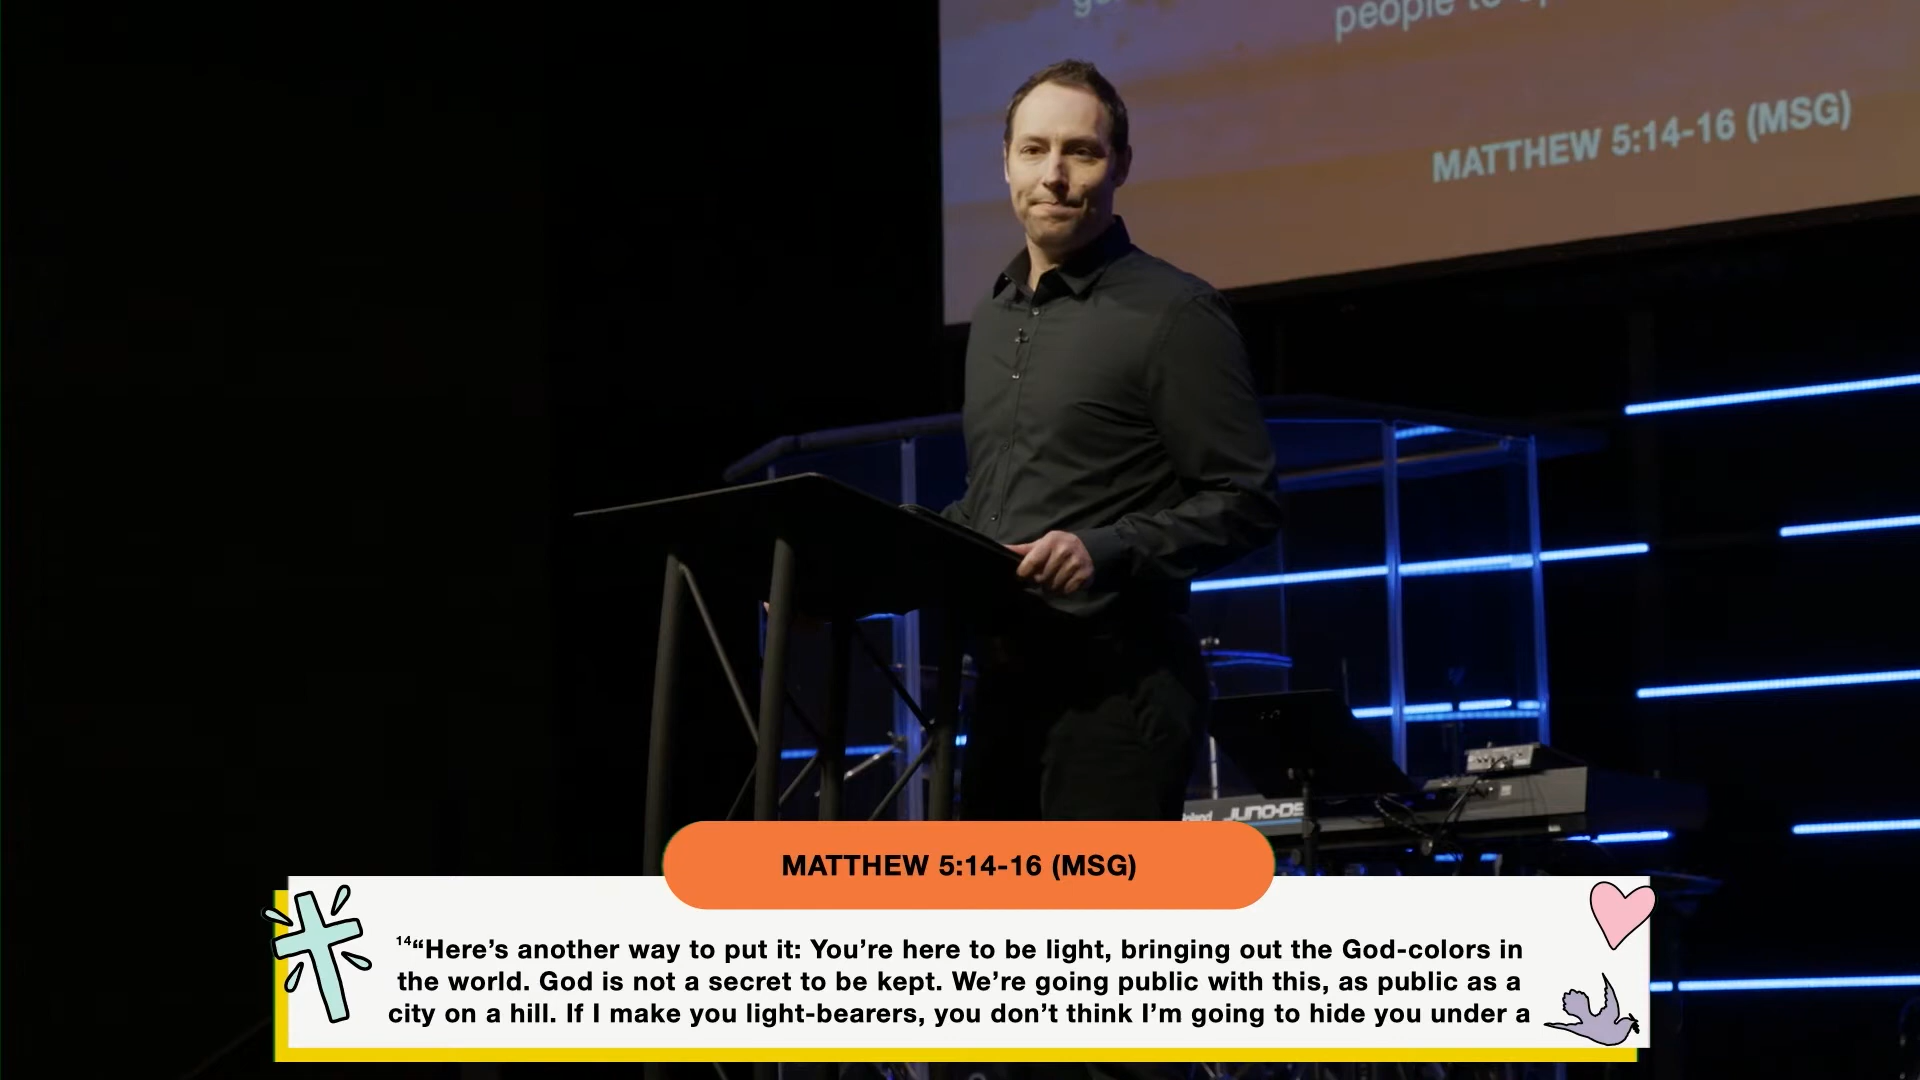 people to
MATTHEW 5:14-16 (MSG)
Roland JUNO-DS
MATTHEW 5:14-16 (MSG)
14“Here’s another way to put it: You’re here to be light, bringing out the God-colors in
the world. God is not a secret to be kept. We’re going public with this, as public as a
city on a hill. If I make you light-bearers, you don’t think I’m going to hide you under a